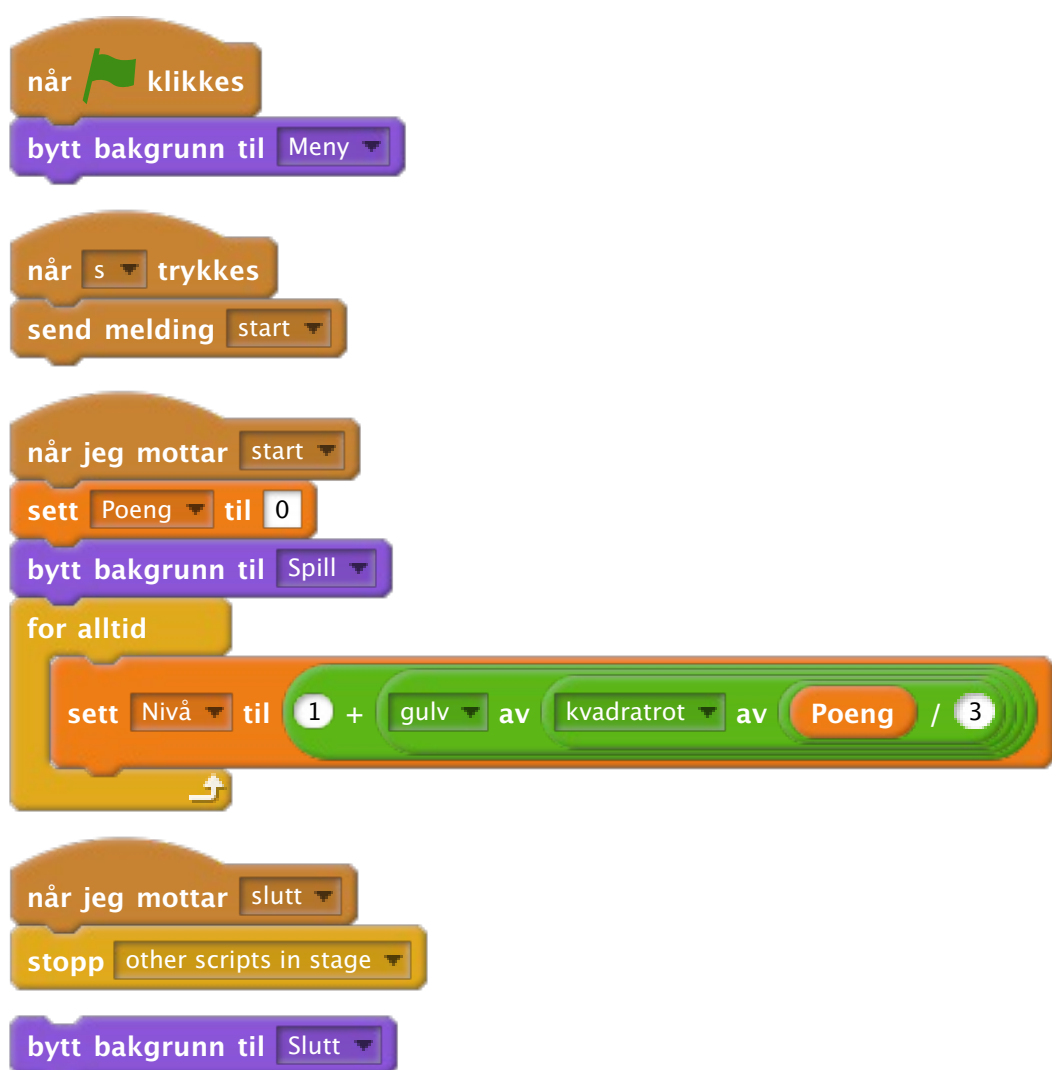 når klikkes
bytt bakgrunn til Meny
når s trykkes
send melding start
når jeg mottar start
sett Poeng til 0
bytt bakgrunn til Spill
for alltid
sett Nivå til 1 + gulv av kvadratrot av Poeng / 3
når jeg mottar slutt
stopp other scripts in stage
bytt bakgrunn til Slutt